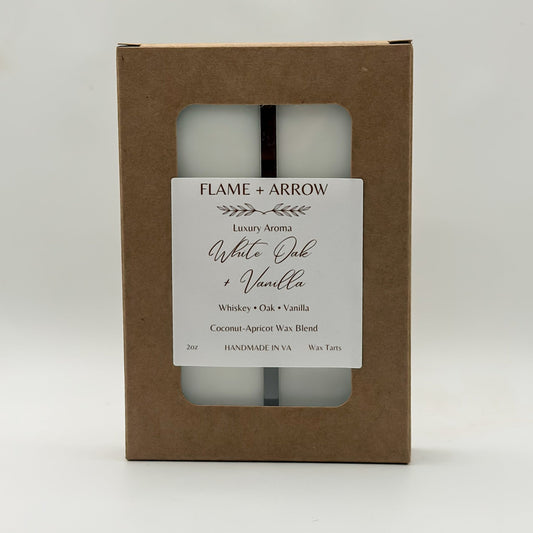 FLAME + ARROW
Luxury Aroma
White Oak
+ Vanilla
Whiskey • Oak • Vanilla
Coconut-Apricot Wax Blend
2oz HANDMADE IN VA Wax Tarts